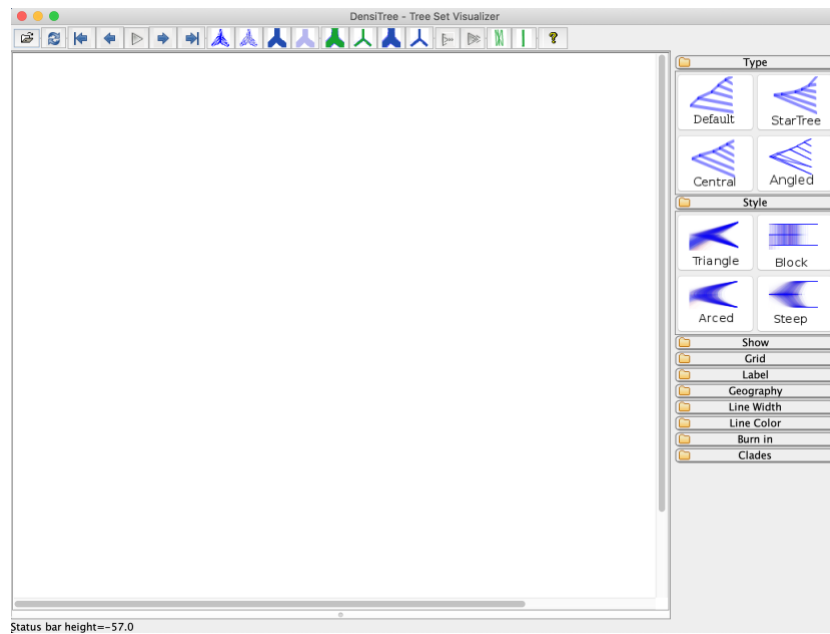 DensiTree - Tree Set Visualizer
?
Type
Default
StarTree
Central
Angled
Style
Triangle
Block
Arced
Steep
Show
Grid
Label
Geography
Line Width
Line Color
Burn in
Clades
Status bar height=-57.0